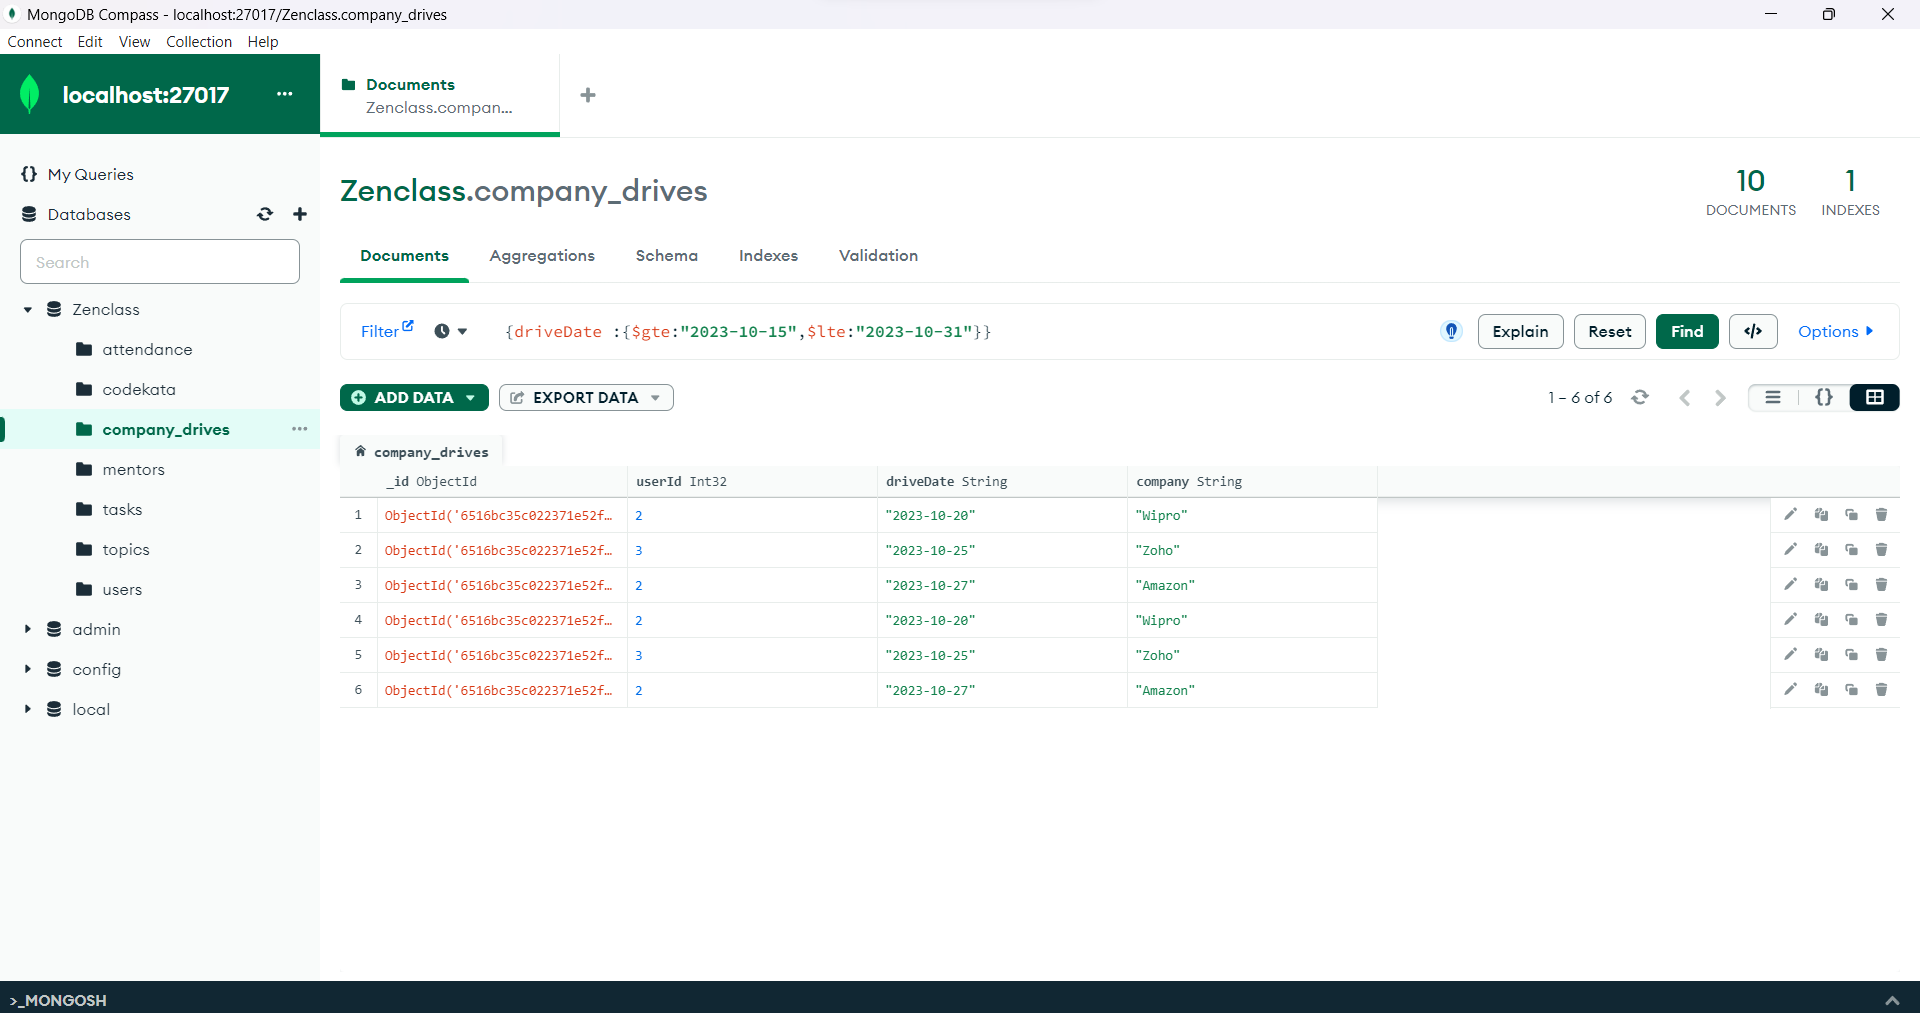 MongoDB Compass - localhost:27017/Zenclass.company_drives
Connect Edit View Collection Help
localhost:27017 ...
Documents
Zenclass.compan...
My Queries
Databases
Search
Zenclass
attendance
codekata
company_drives
mentors
tasks
topics
users
admin
config
local
Zenclass.company_drives
10
DOCUMENTS
1
INDEXES
Documents Aggregations Schema Indexes Validation
Filter {driveDate :{$gte:"2023-10-15",$lte:"2023-10-31"}} Explain Reset Find </> Options
ADD DATA EXPORT DATA 1 – 6 of 6 {}
company_drives
_id ObjectId userId Int32 driveDate String company String
1 ObjectId('6516bc35c022371e52f… 2 "2023-10-20" "Wipro"
2 ObjectId('6516bc35c022371e52f… 3 "2023-10-25" "Zoho"
3 ObjectId('6516bc35c022371e52f… 2 "2023-10-27" "Amazon"
4 ObjectId('6516bc35c022371e52f… 2 "2023-10-20" "Wipro"
5 ObjectId('6516bc35c022371e52f… 3 "2023-10-25" "Zoho"
6 ObjectId('6516bc35c022371e52f… 2 "2023-10-27" "Amazon"
>_MONGOSH